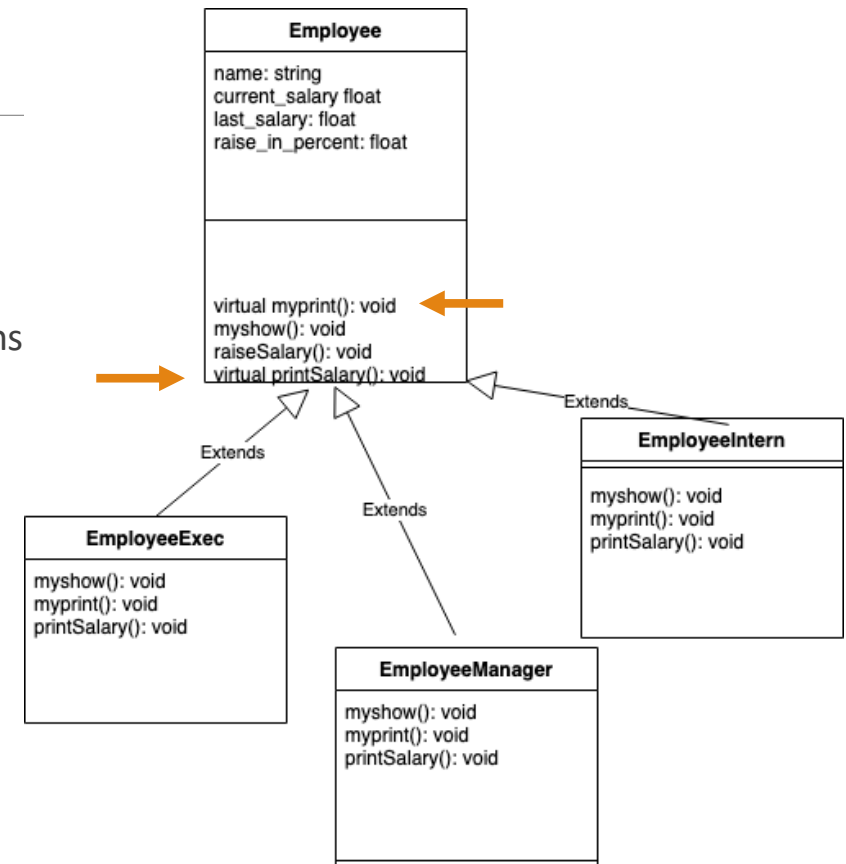 Employee
name: string
current_salary float
last_salary: float
raise_in_percent: float
virtual myprint(): void
myshow(): void
raiseSalary(): void
virtual printSalary(): void
ns
Extends
Extends
Extends
EmployeeIntern
myshow(): void
myprint(): void
printSalary(): void
EmployeeExec
myshow(): void
myprint(): void
printSalary(): void
EmployeeManager
myshow(): void
myprint(): void
printSalary(): void